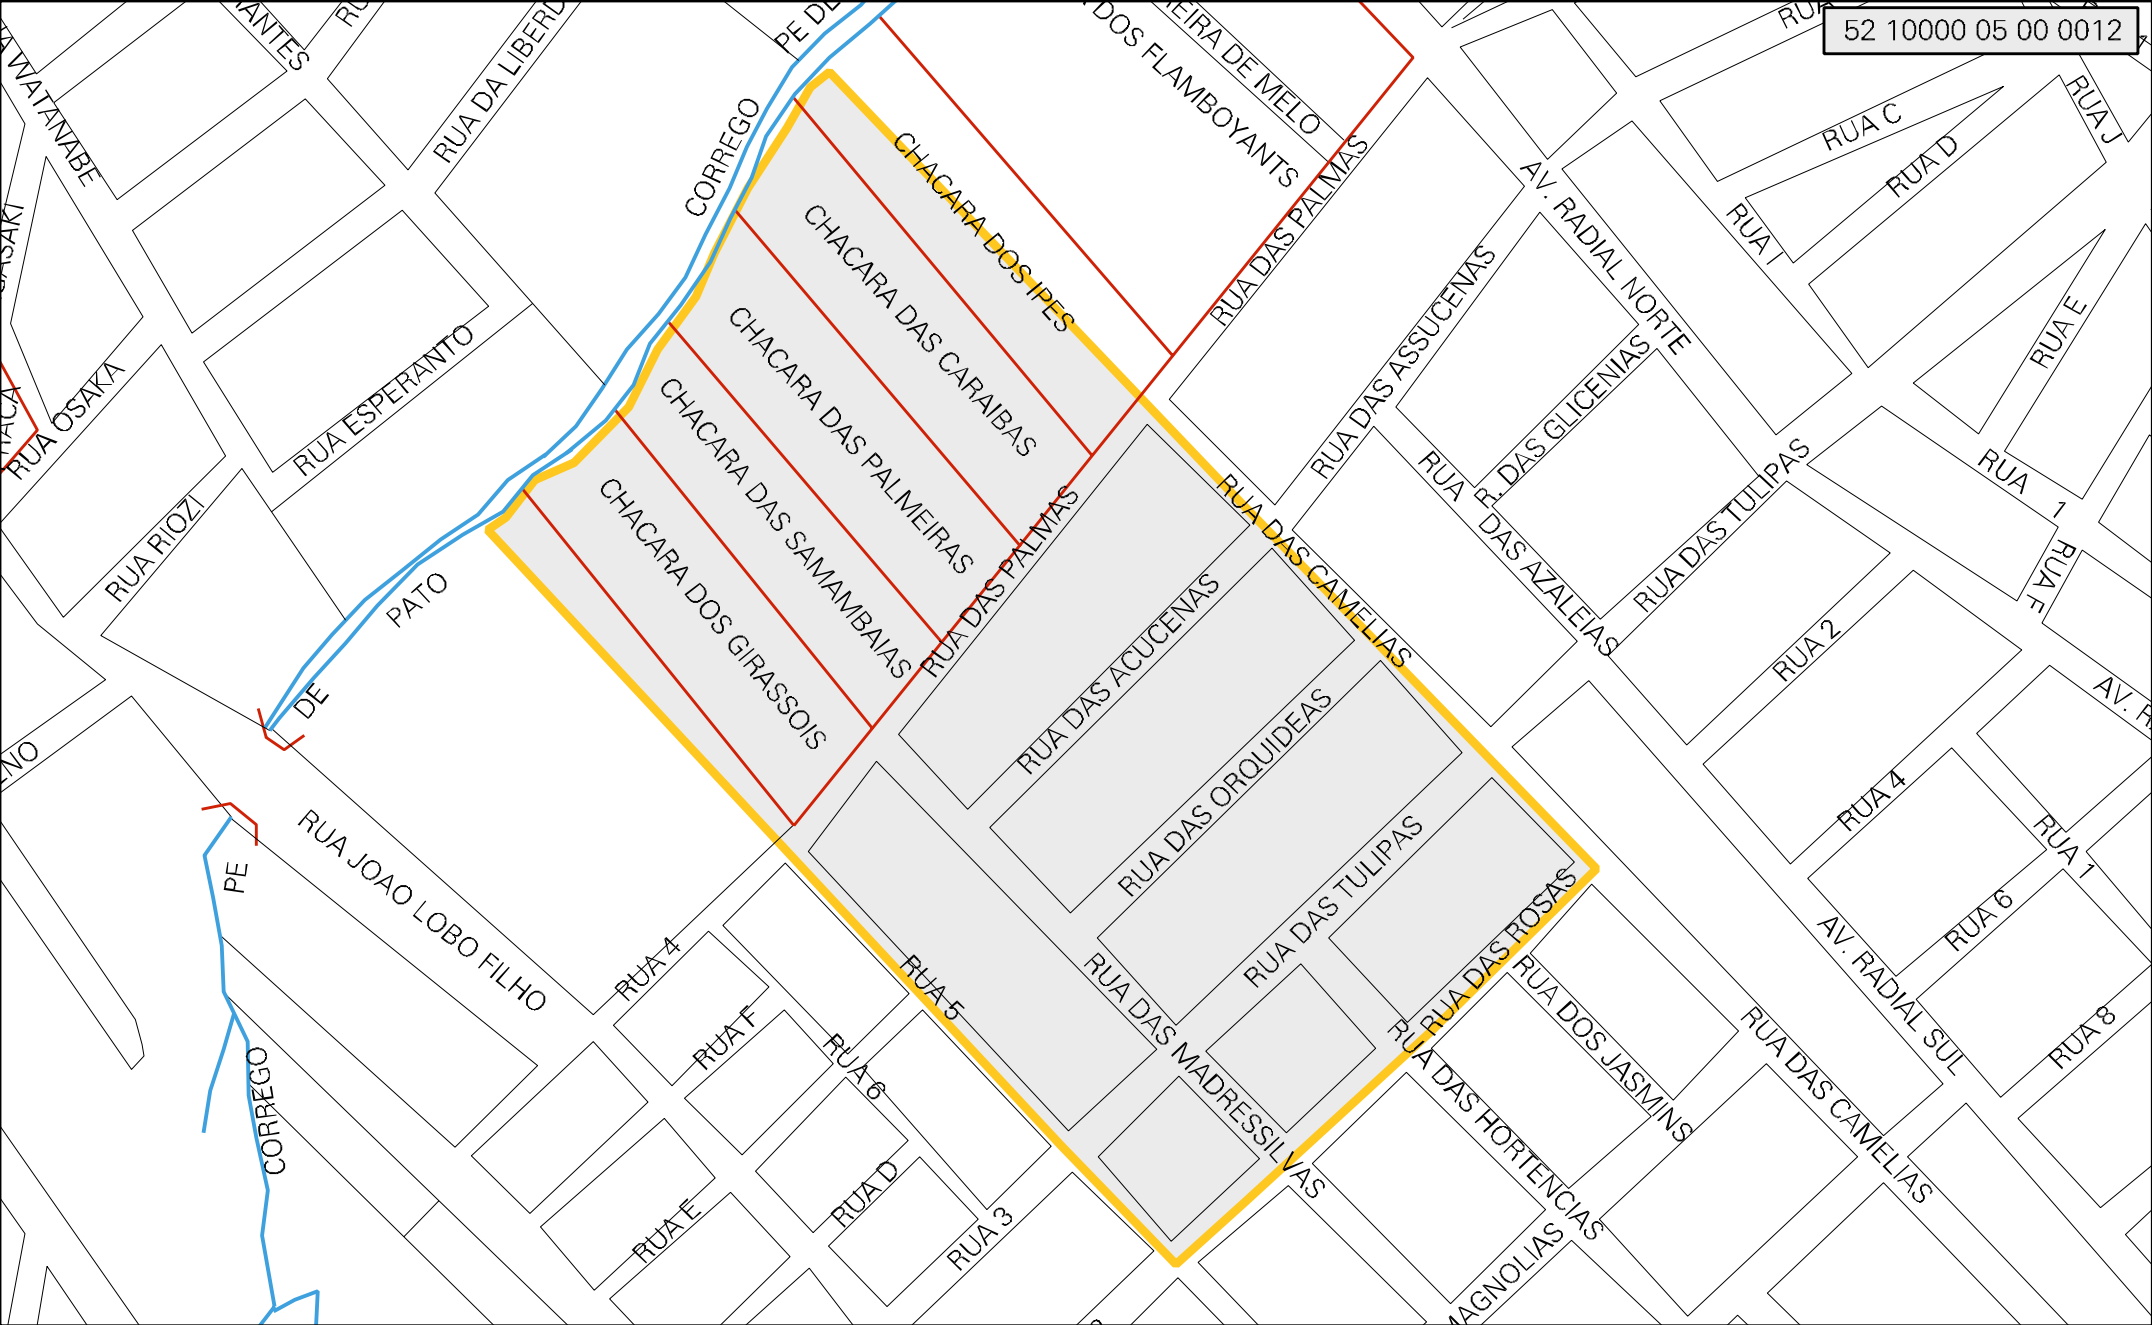 52 10000 05 00 0012
RUA DA LIBERD
PE DE
DOS FLAMBOYANTS
EIRA DE MELO
RUA
RUA C
RUA D
RUA J
WATANABE
ANTES
CORREGO
CHACARA DOS IPES
RUA DAS PALMAS
AV. RADIAL NORTE
RUA I
CHACARA DAS CARAIBAS
RUA DAS ASSUCENAS
R. DAS GLICENIAS
RUA E
CHACARA DAS PALMEIRAS
RUA OSAKA
RUA ESPERANTO
CHACARA DAS SAMAMBAIAS
CHACARA DOS GIRASSOIS
RUA DAS PALMAS
RUA DAS CAMELIAS
RUA DAS AZALEIAS
RUA DAS TULIPAS
RUA 1
RUA F
RUA RIOZI
PATO
DE
RUA DAS ACUCENAS
RUA 2
AV. R
RUA DAS ORQUIDEAS
RUA 4
RUA 1
PE
RUA JOAO LOBO FILHO
RUA DAS TULIPAS
RUA DAS ROSAS
RUA 6
AV. RADIAL SUL
RUA 4
RUA 5
RUA DAS MADRESSILVAS
RUA DOS JASMINS
RUA DAS CAMELIAS
RUA 8
RUA F
RUA 6
RUA DAS HORTENCIAS
CORREGO
RUA D
RUA E
RUA 3
MAGNOLIAS